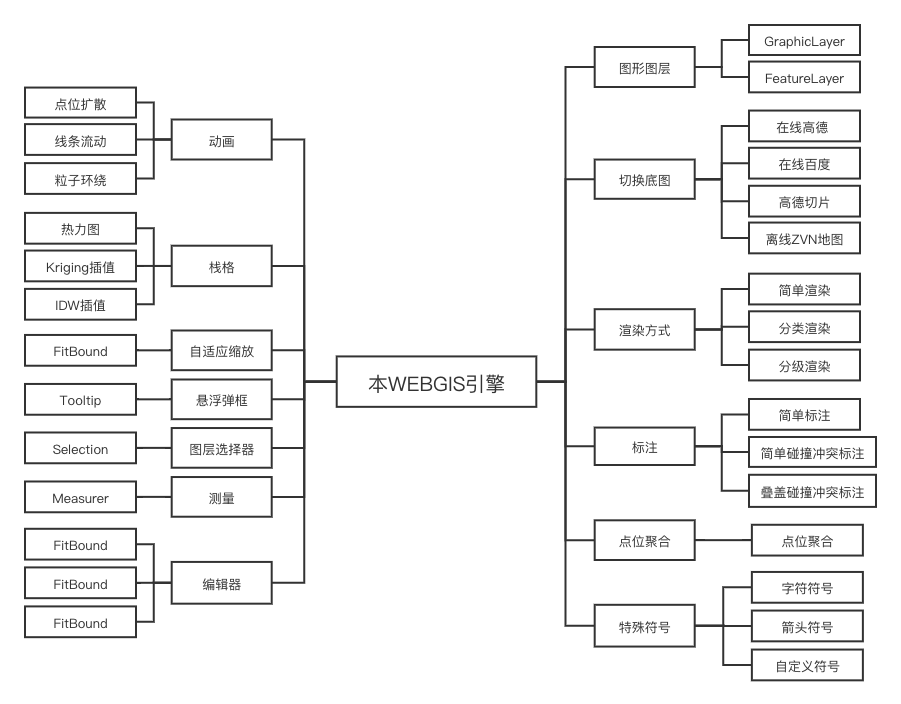 本WEBGIS引擎
动画
点位扩散
线条流动
粒子环绕
栈格
热力图
Kriging插值
IDW插值
自适应缩放
FitBound
悬浮弹框
Tooltip
图层选择器
Selection
测量
Measurer
编辑器
FitBound
FitBound
FitBound
图形图层
GraphicLayer
FeatureLayer
切换底图
在线高德
在线百度
高德切片
离线ZVN地图
渲染方式
简单渲染
分类渲染
分级渲染
标注
简单标注
简单碰撞冲突标注
叠盖碰撞冲突标注
点位聚合
点位聚合
特殊符号
字符符号
箭头符号
自定义符号